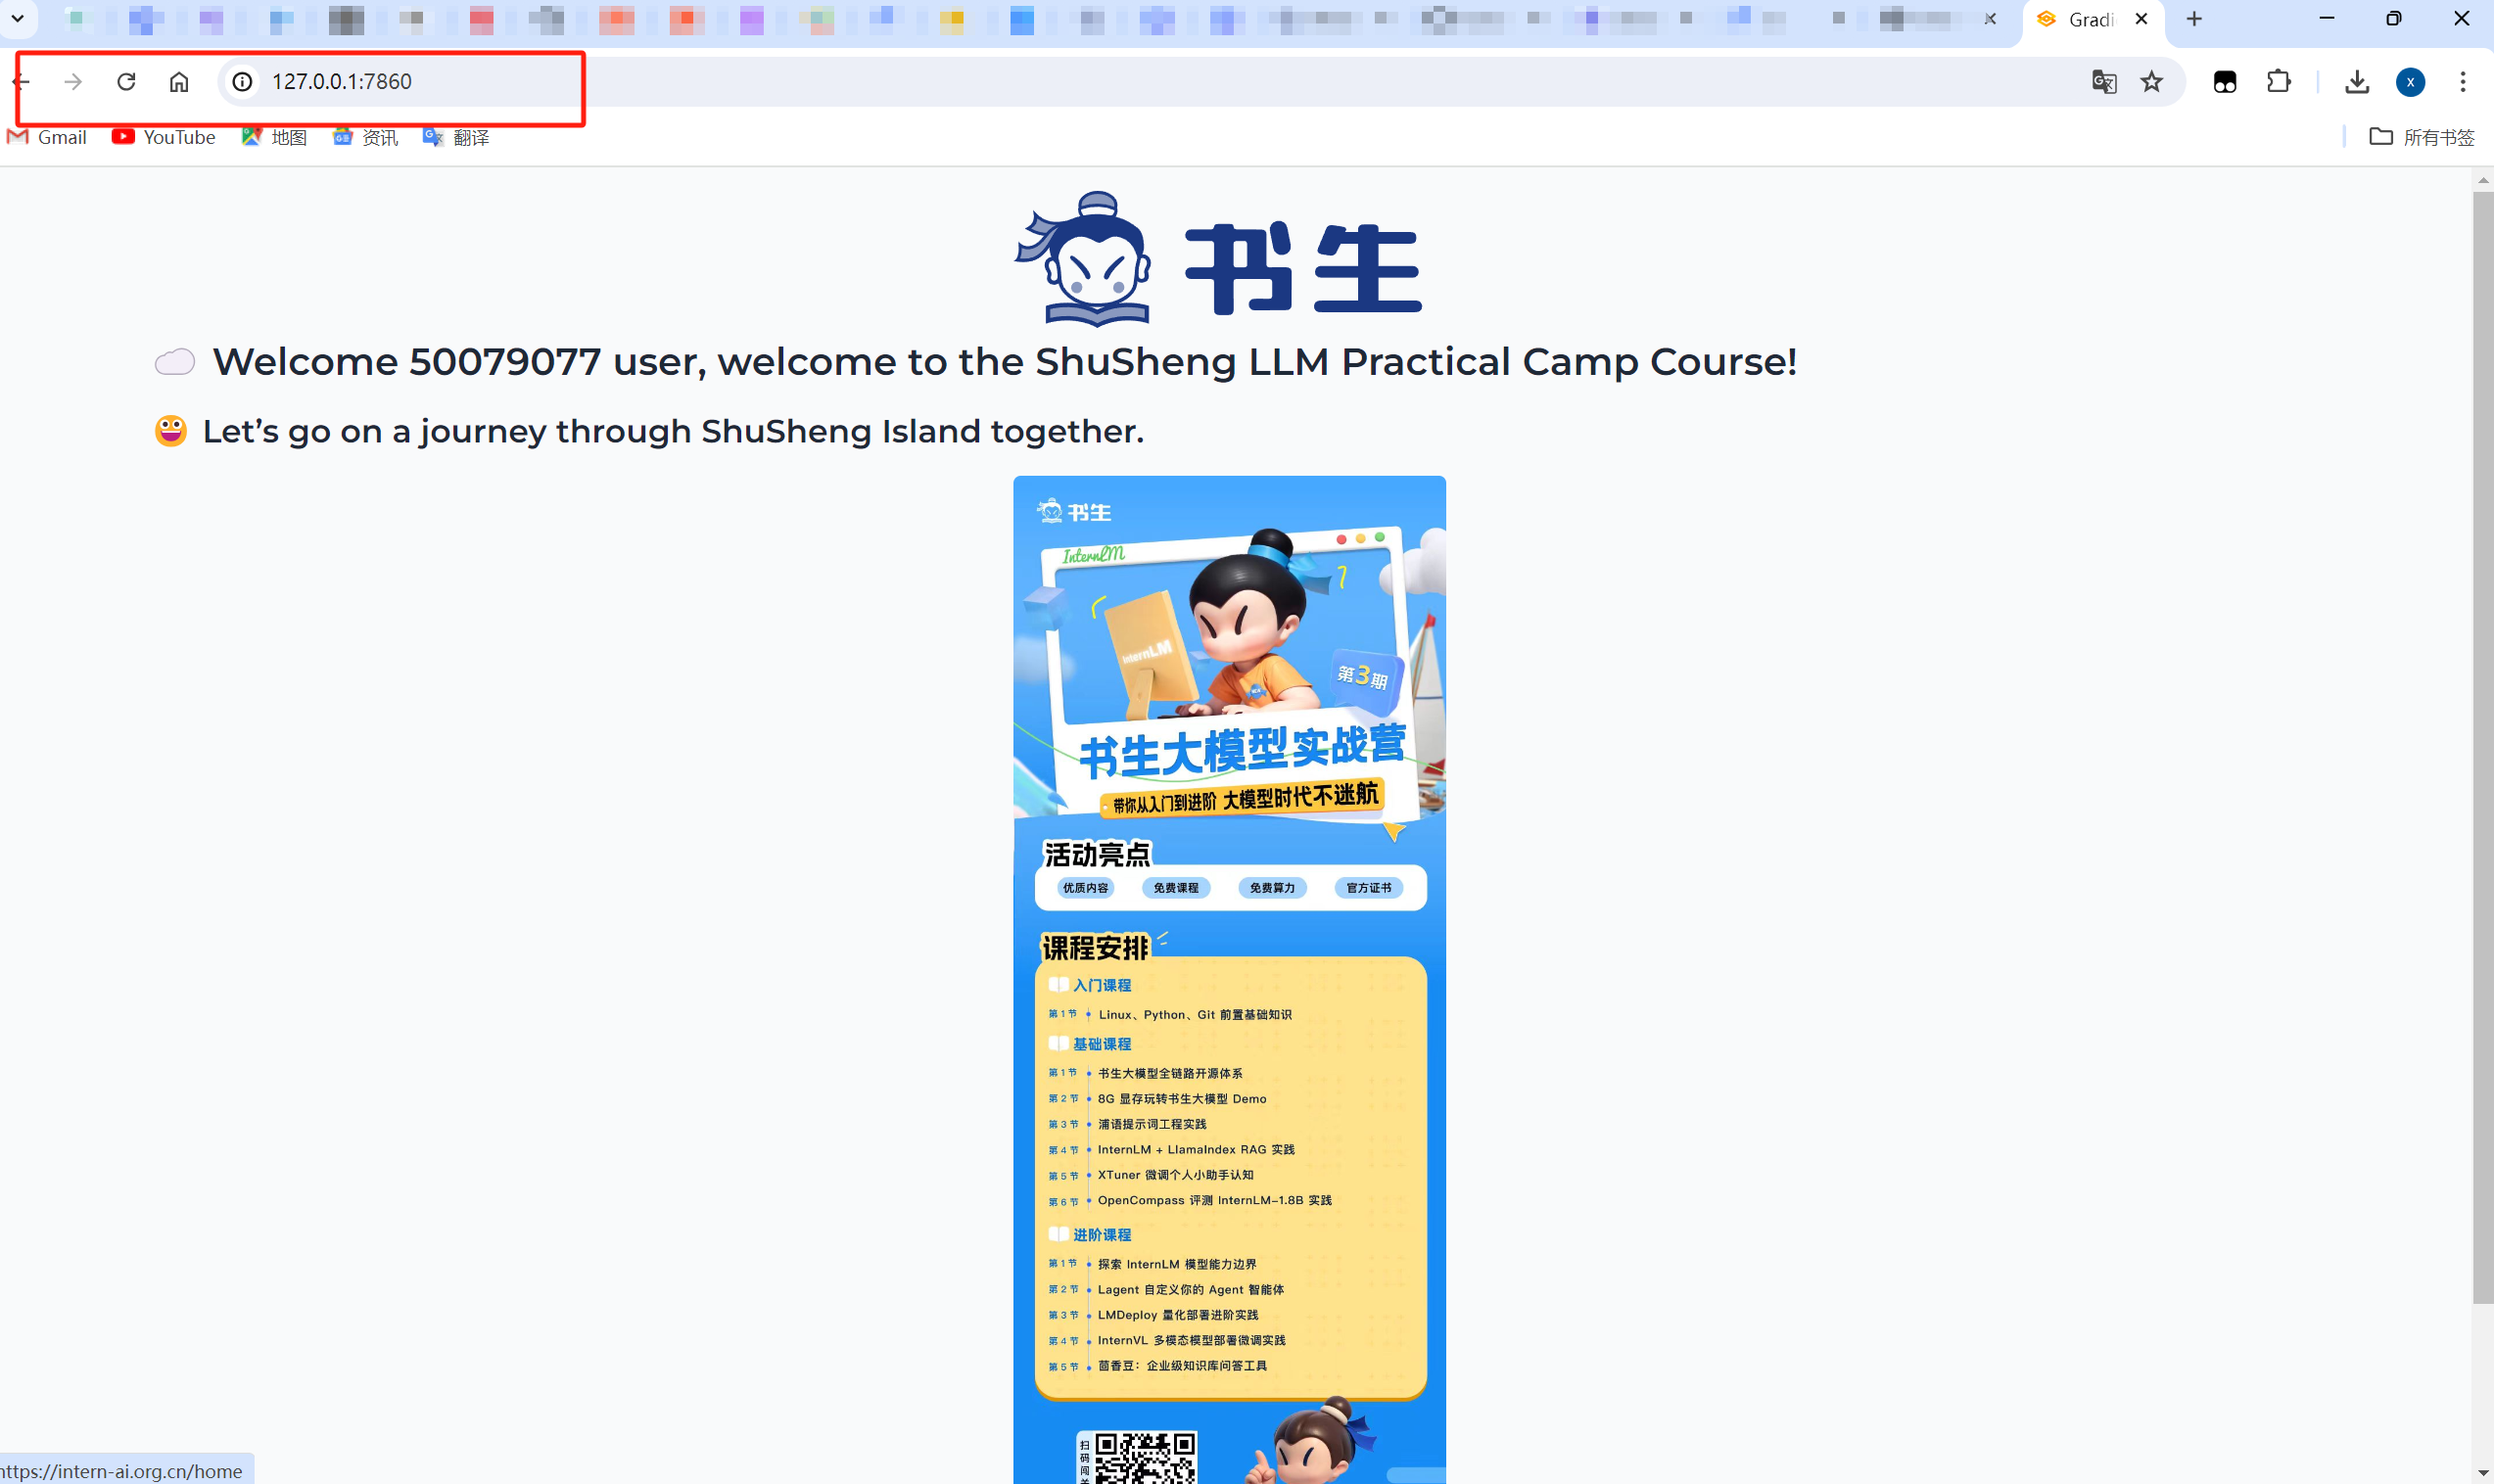 Gradi
127.0.0.1:7860
Gmail YouTube 地图 资讯 翻译 所有书签
书生
Welcome 50079077 user, welcome to the ShuSheng LLM Practical Camp Course!
Let’s go on a journey through ShuSheng Island together.
书生
InternLM
InternLM
第3期
书生大模型实战营
带你从入门到进阶 大模型时代不迷航
活动亮点
优质内容 免费课程 免费算力 官方证书
课程安排
入门课程
第1节 Linux、Python、Git 前置基础知识
基础课程
第1节 书生大模型全链路开源体系
第2节 8G 显存玩转书生大模型 Demo
第3节 浦语提示词工程实践
第4节 InternLM + LlamaIndex RAG 实践
第5节 XTuner 微调个人小助手认知
第6节 OpenCompass 评测 InternLM-1.8B 实践
进阶课程
第1节 探索 InternLM 模型能力边界
第2节 Lagent 自定义你的 Agent 智能体
第3节 LMDeploy 量化部署进阶实践
第4节 InternVL 多模态模型部署微调实践
第5节 茴香豆：企业级知识库问答工具
扫码闯关
https://intern-ai.org.cn/home